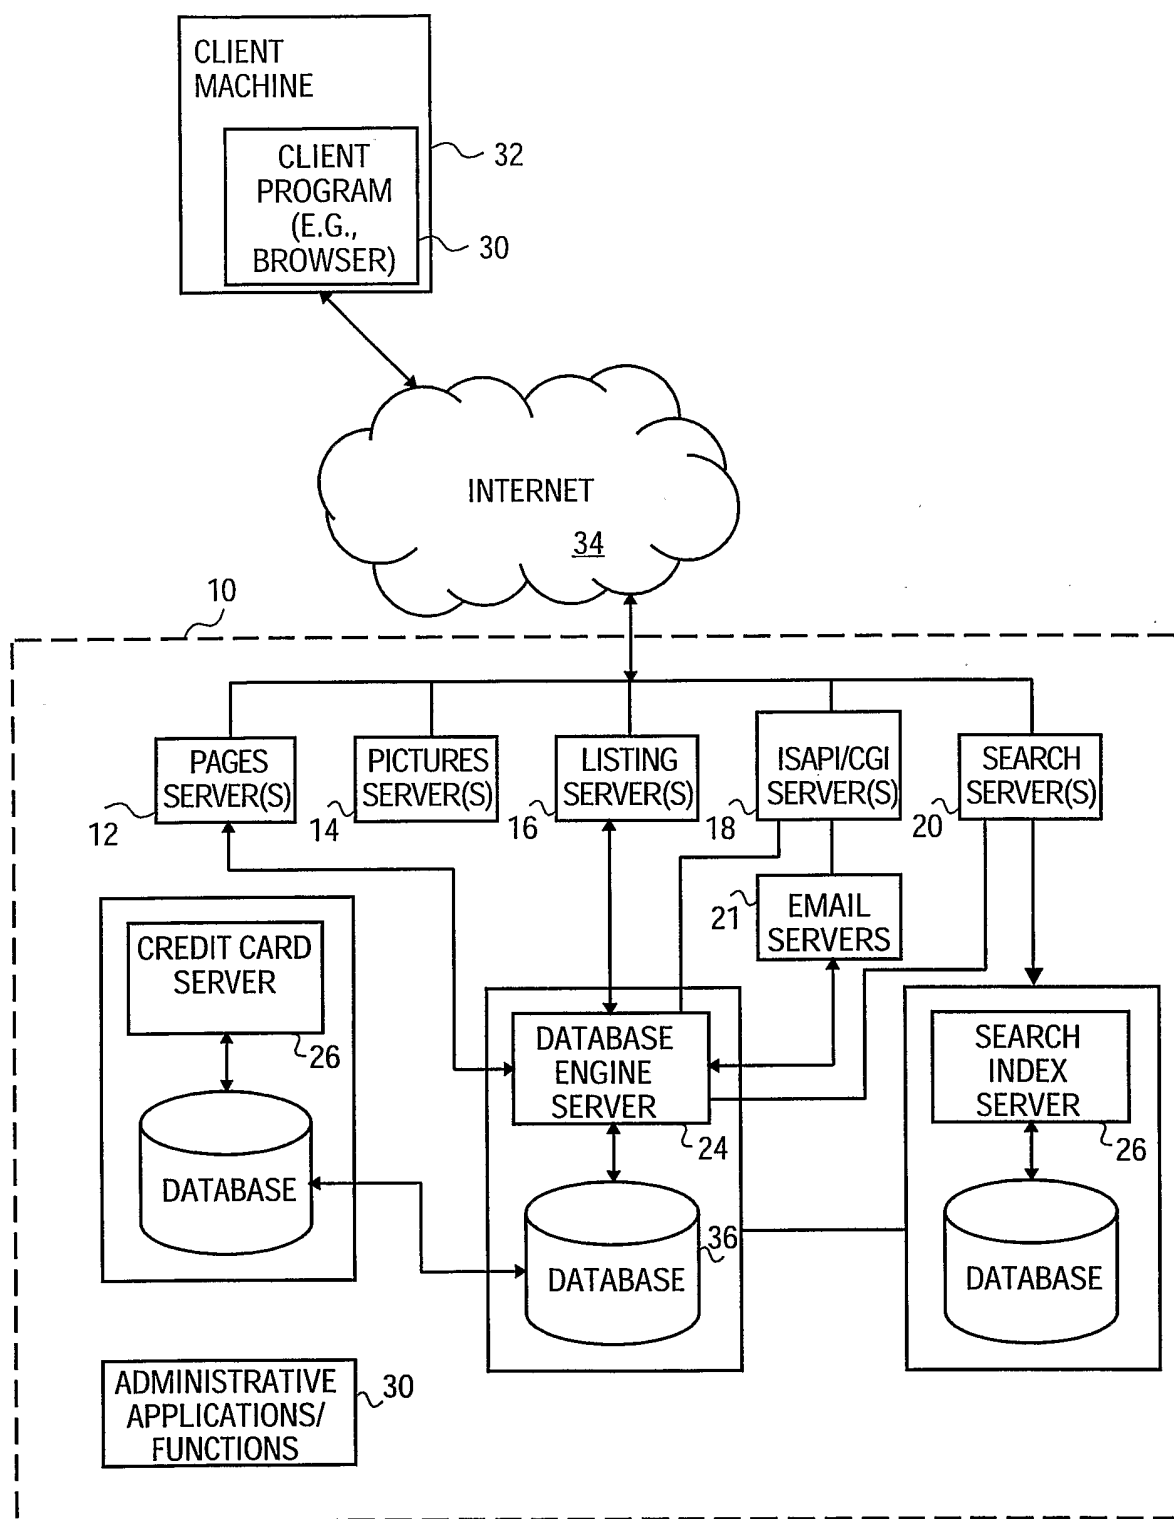 CLIENT
MACHINE
CLIENT
PROGRAM
(E.G.,
BROWSER)
32
30
INTERNET
34
10
PAGES
SERVER(S)
12
PICTURES
SERVER(S)
14
LISTING
SERVER(S)
16
ISAPI/CGI
SERVER(S)
18
SEARCH
SERVER(S)
20
EMAIL
SERVERS
21
CREDIT CARD
SERVER
26
DATABASE
DATABASE
ENGINE
SERVER
24
DATABASE
36
SEARCH
INDEX
SERVER
26
DATABASE
ADMINISTRATIVE
APPLICATIONS/
FUNCTIONS
30